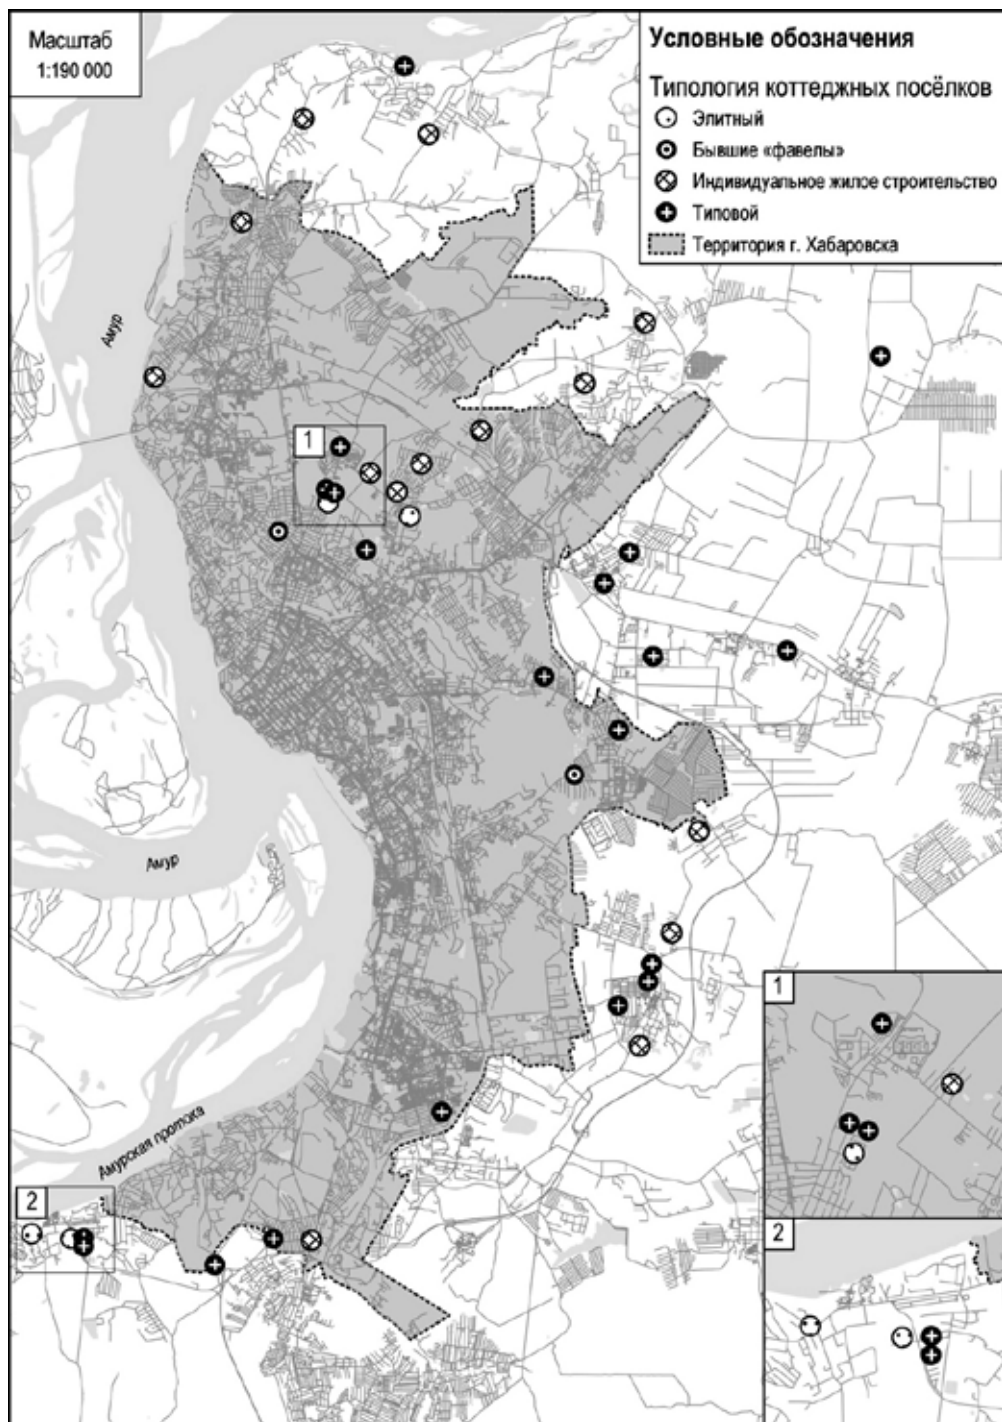 Масштаб
1:190 000
Условные обозначения
Типология коттеджных посёлков
Элитный
Бывшие «фавелы»
Индивидуальное жилое строительство
Типовой
Территория г. Хабаровска
Амур
1
Амур
Амурская протока
2
1
2